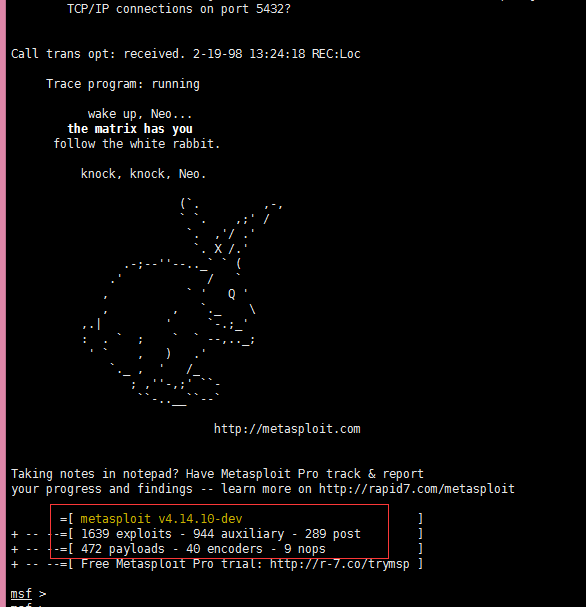 TCP/IP connections on port 5432?
Call trans opt: received. 2-19-98 13:24:18 REC:Loc
Trace program: running
wake up, Neo...
the matrix has you
follow the white rabbit.
knock, knock, Neo.
http://metasploit.com
Taking notes in notepad? Have Metasploit Pro track & report
your progress and findings -- learn more on http://rapid7.com/metasploit
=[ metasploit v4.14.10-dev ]
+ -- --=[ 1639 exploits - 944 auxiliary - 289 post ]
+ -- --=[ 472 payloads - 40 encoders - 9 nops ]
+ -- --=[ Free Metasploit Pro trial: http://r-7.co/trymsp ]
msf >